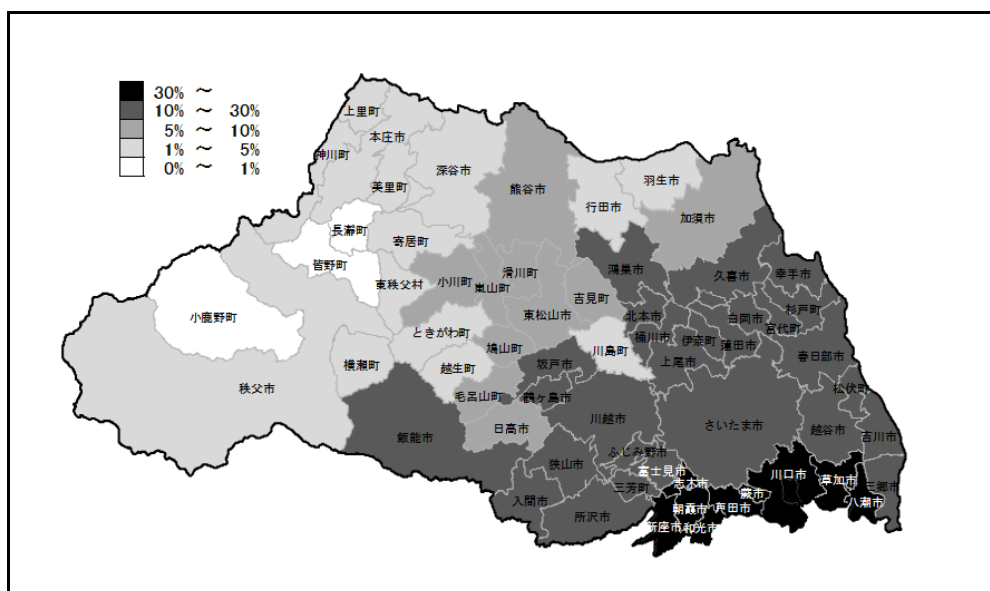 30% ～
10% ～ 30%
5% ～ 10%
1% ～ 5%
0% ～ 1%
上里町
本庄市
神川町
美里町
深谷市
熊谷市
行田市
羽生市
加須市
長瀞町
寄居町
皆野町
東秩父村
小川町
嵐山町
滑川町
吉見町
鴻巣市
久喜市
幸手市
小鹿野町
ときがわ町
東松山市
北本市
桶川市
伊奈町
白岡市
蓮田市
杉戸町
宮代町
横瀬町
越生町
鳩山町
川島町
坂戸市
上尾市
春日部市
秩父市
毛呂山町
鶴ヶ島市
松伏町
飯能市
日高市
川越市
さいたま市
越谷市
吉川市
狭山市
ふじみ野市
富士見市
三芳町
志木市
川口市
草加市
三郷市
入間市
所沢市
朝霞市
戸田市
蕨市
八潮市
新座市
和光市